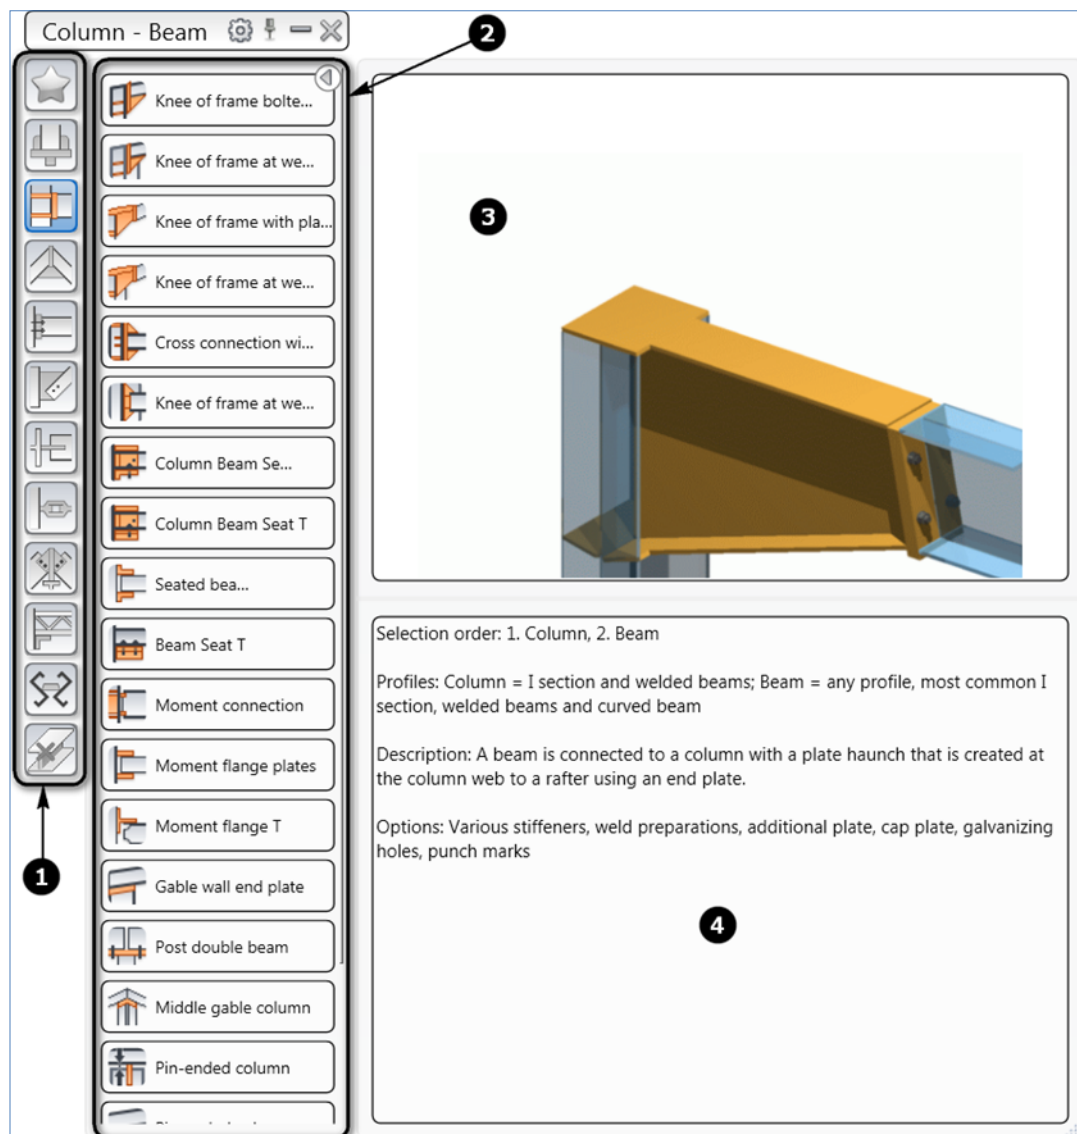 Column - Beam
2
Knee of frame bolte...
Knee of frame at we...
Knee of frame with pla...
Knee of frame at we...
Cross connection wi...
Knee of frame at we...
Column Beam Se...
Column Beam Seat T
Seated bea...
Beam Seat T
Moment connection
Moment flange plates
Moment flange T
Gable wall end plate
Post double beam
Middle gable column
Pin-ended column
1
3
Selection order: 1. Column, 2. Beam
Profiles: Column = I section and welded beams; Beam = any profile, most common I
section, welded beams and curved beam
Description: A beam is connected to a column with a plate haunch that is created at
the column web to a rafter using an end plate.
Options: Various stiffeners, weld preparations, additional plate, cap plate, galvanizing
holes, punch marks
4